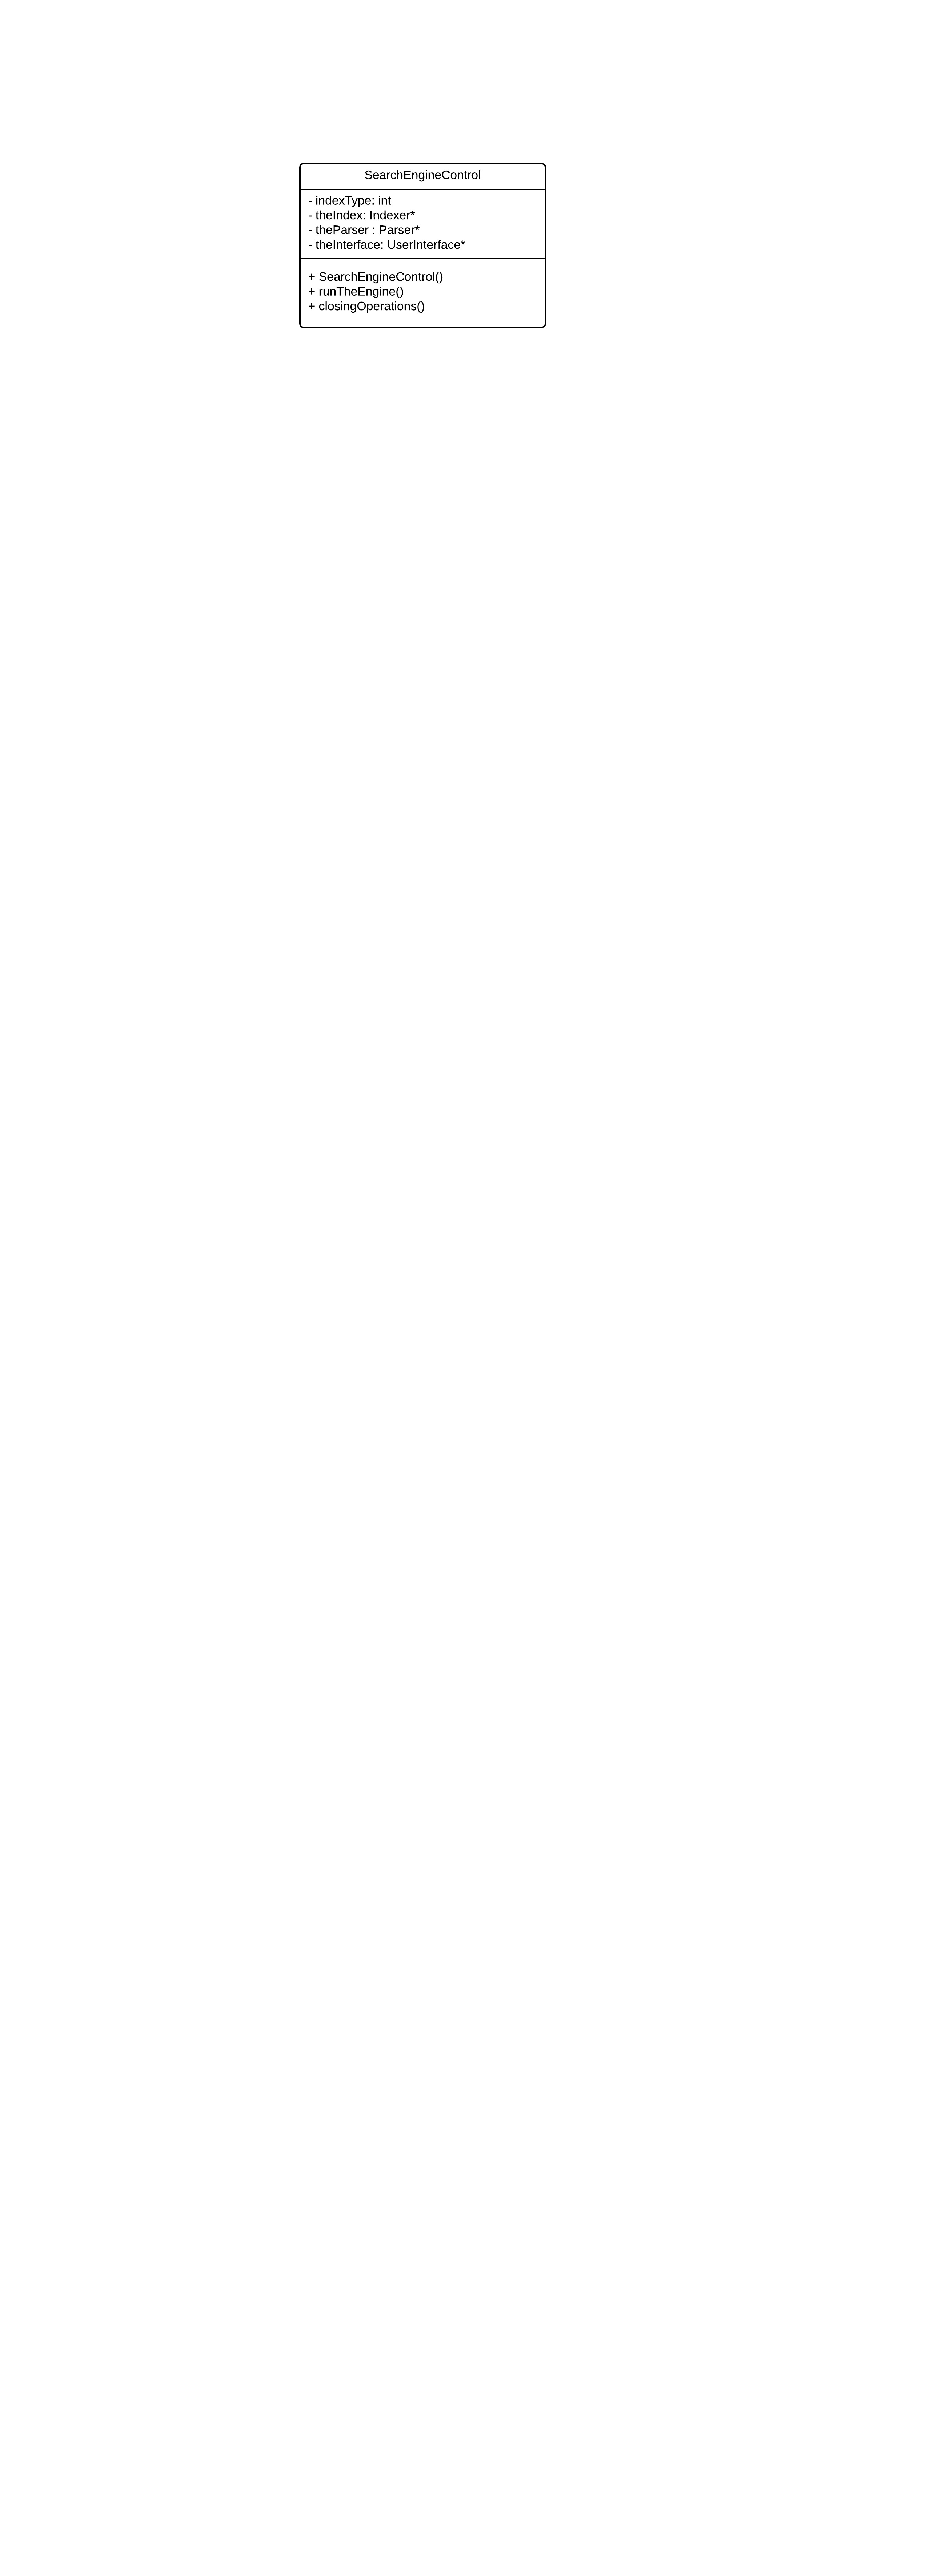 SearchEngineControl
- indexType: int
- theIndex: Indexer*
- theParser : Parser*
- theInterface: UserInterface*
+ SearchEngineControl()
+ runTheEngine()
+ closingOperations()